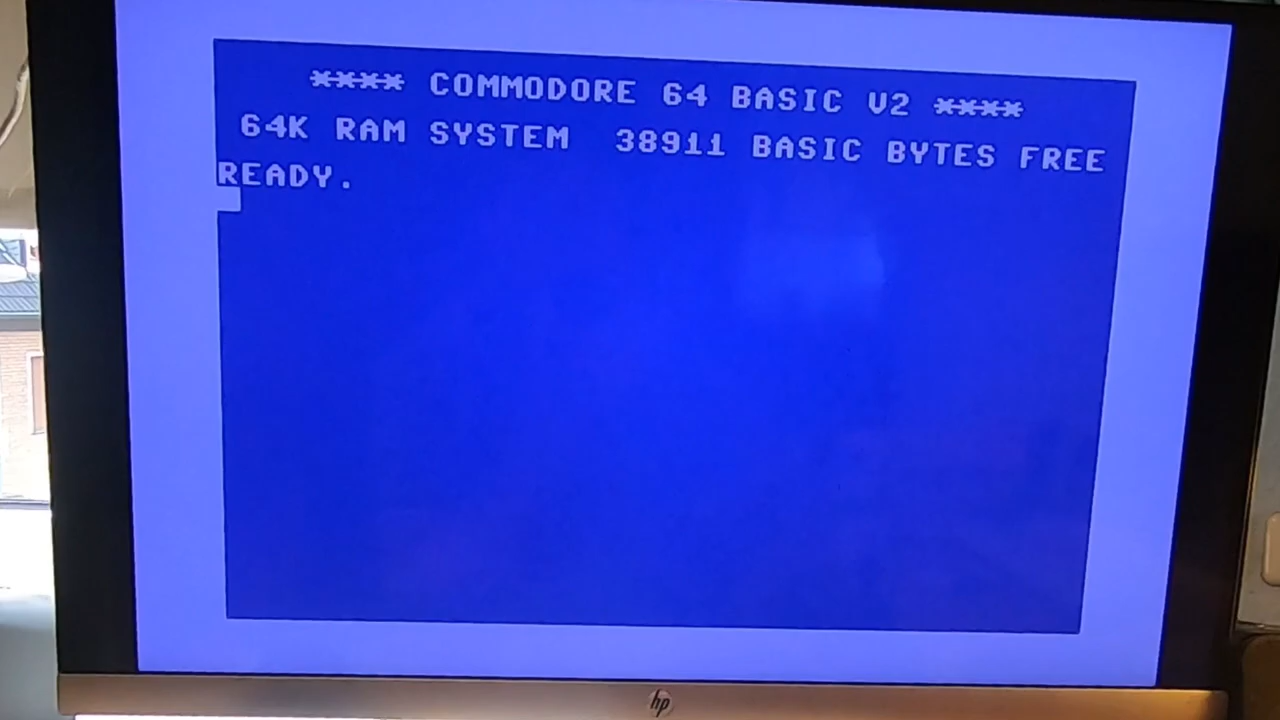 **** COMMODORE 64 BASIC V2 ****
64K RAM SYSTEM  38911 BASIC BYTES FREE
READY.
hp